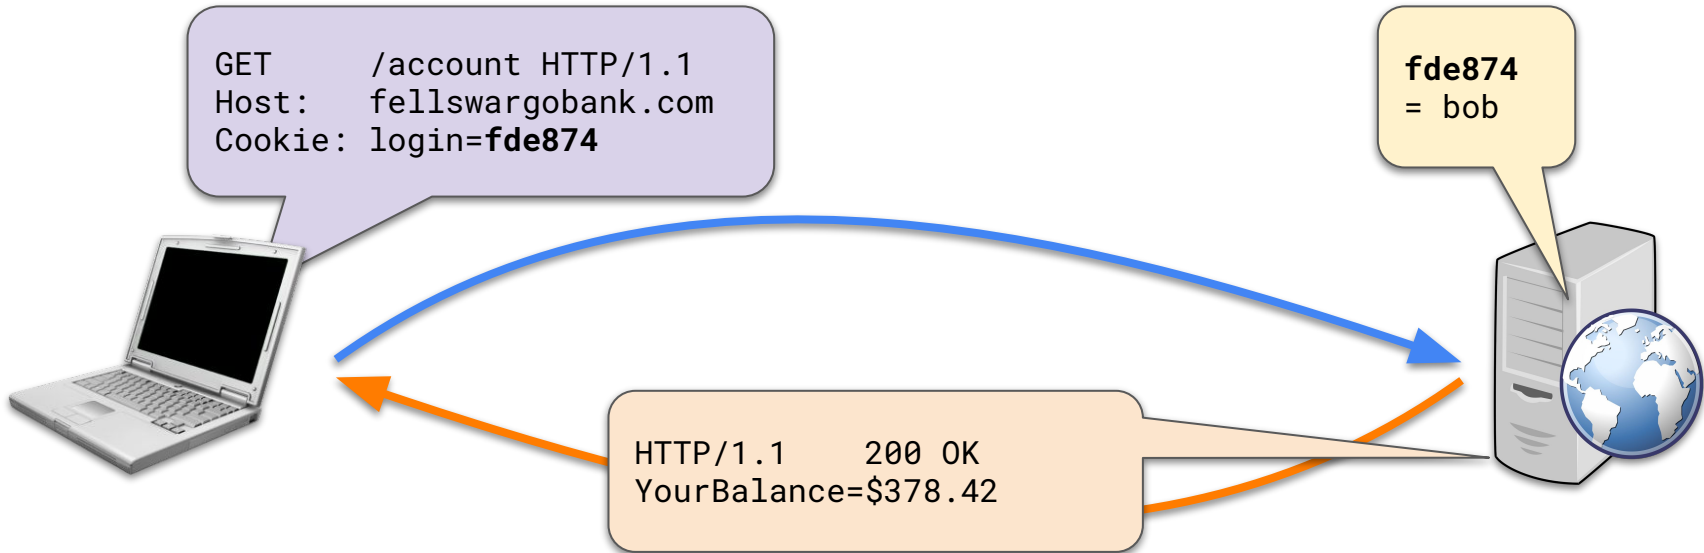 GET /account HTTP/1.1
Host: fellswargobank.com
Cookie: login=fde874
fde874
= bob
HTTP/1.1 200 OK
YourBalance=$378.42